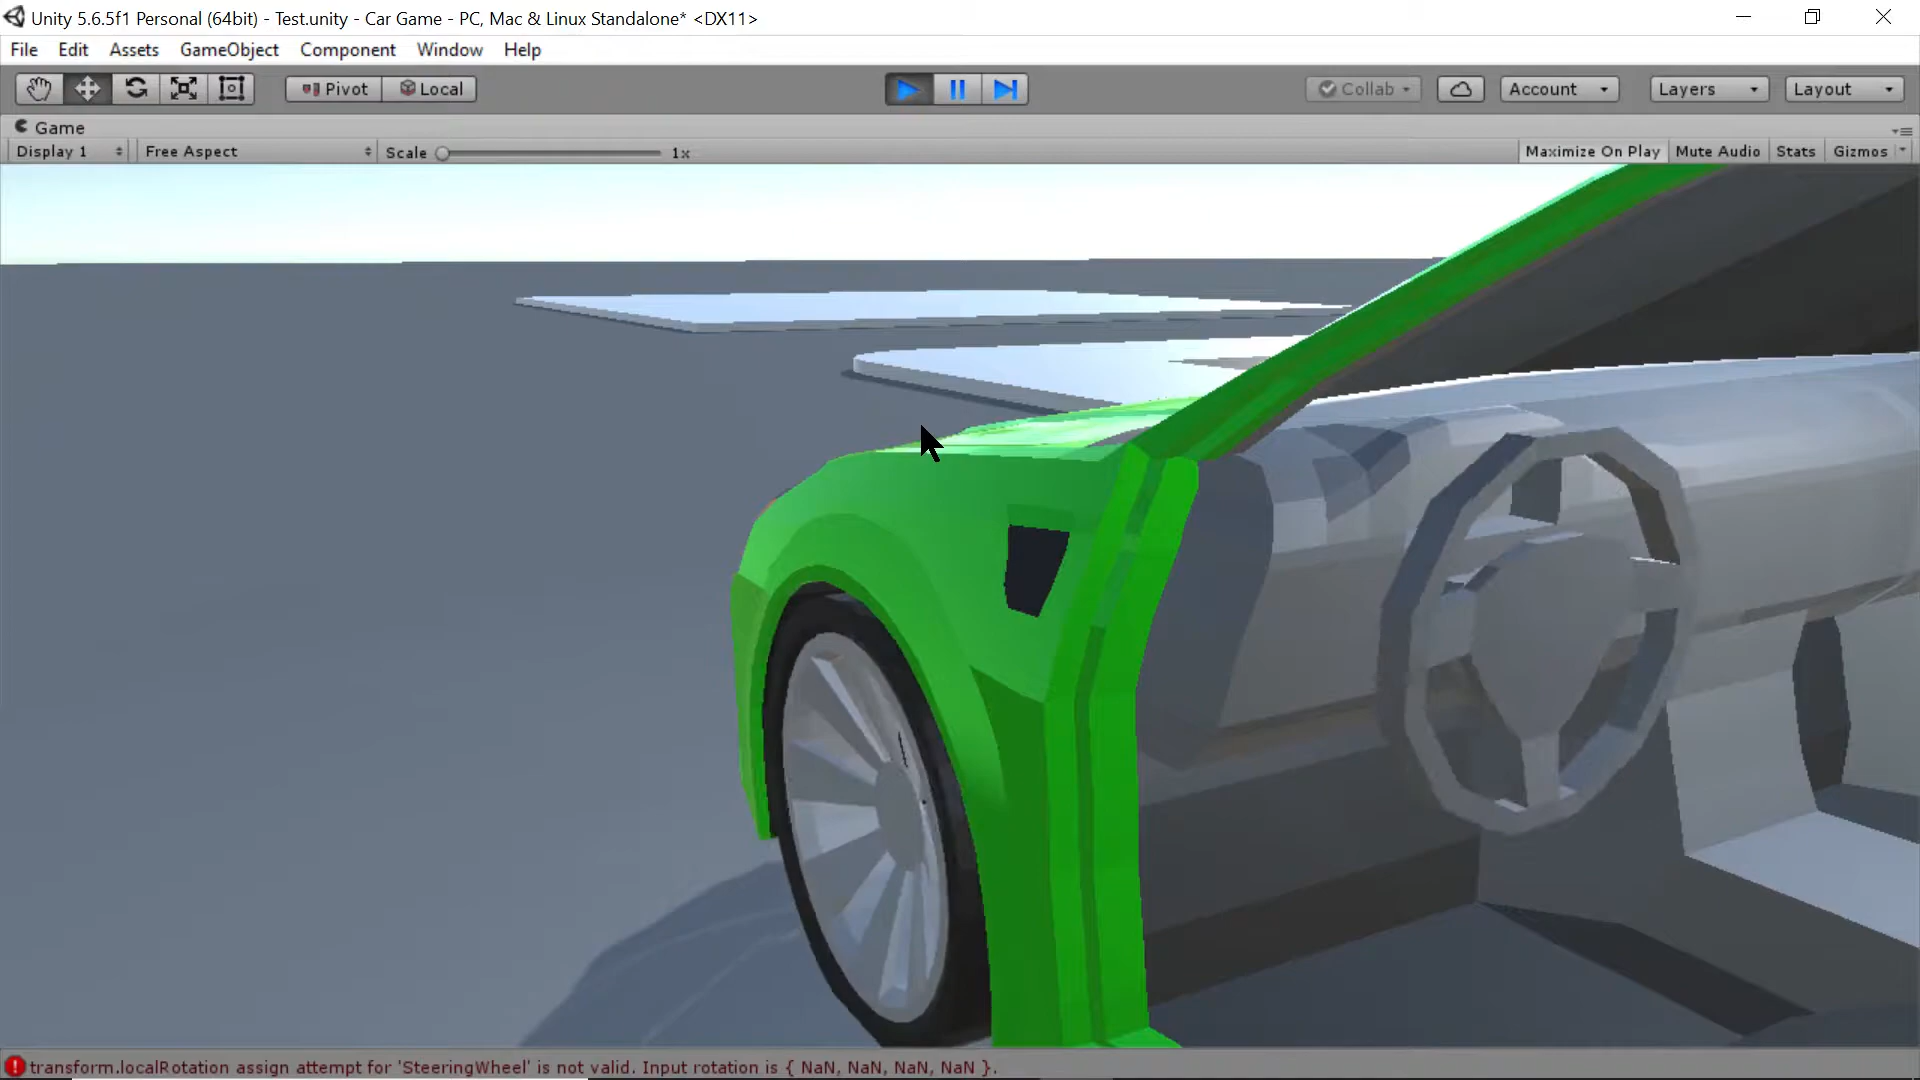 Unity 5.6.5f1 Personal (64bit) - Test.unity - Car Game - PC, Mac & Linux Standalone* <DX11>
File Edit Assets GameObject Component Window Help
Pivot Local Collab Account Layers Layout
Game
Display 1 Free Aspect Scale 1x Maximize On Play Mute Audio Stats Gizmos
transform.localRotation assign attempt for 'SteeringWheel' is not valid. Input rotation is { NaN, NaN, NaN, NaN }.